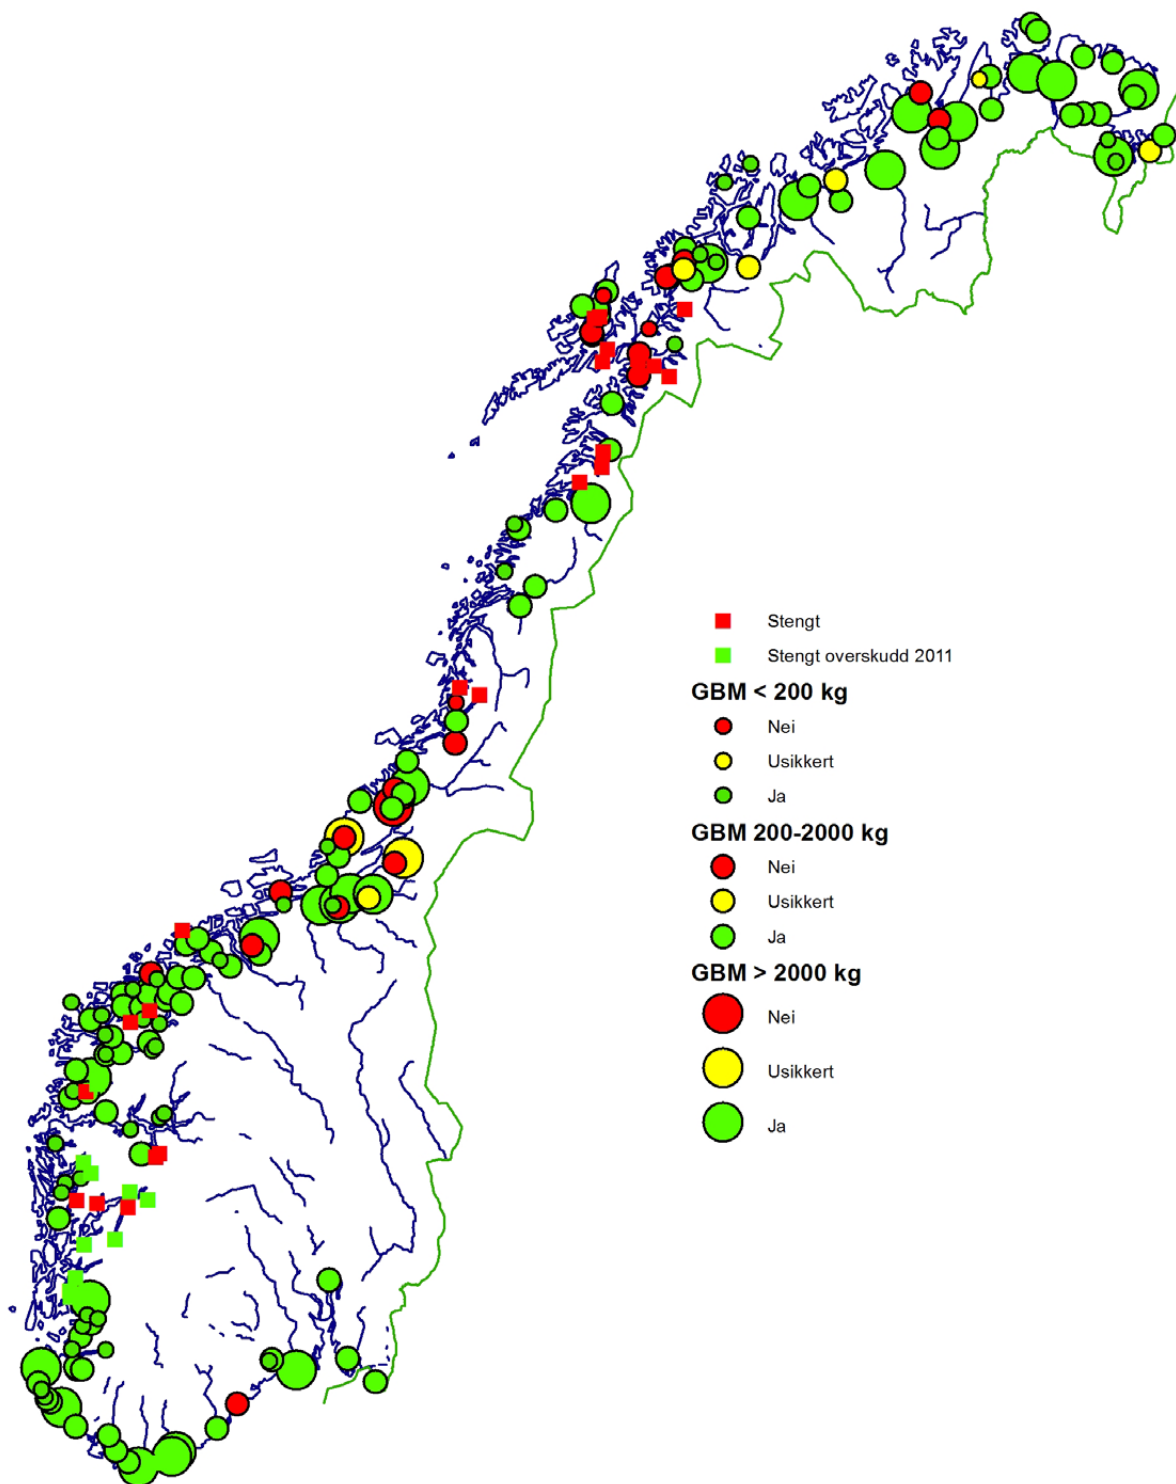 Stengt
Stengt overskudd 2011
GBM < 200 kg
Nei
Usikkert
Ja
GBM 200-2000 kg
Nei
Usikkert
Ja
GBM > 2000 kg
Nei
Usikkert
Ja